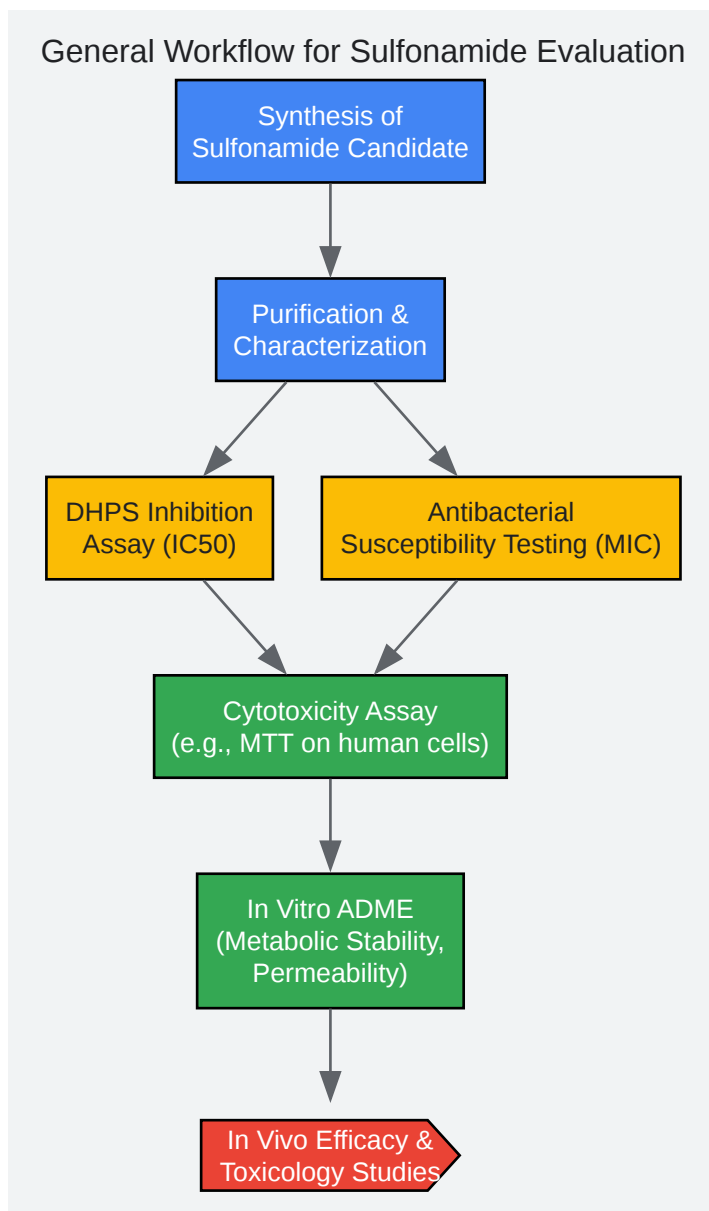 General Workflow for Sulfonamide Evaluation
Synthesis of
Sulfonamide Candidate
Purification &
Characterization
DHPS Inhibition
Assay (IC50)
Antibacterial
Susceptibility Testing (MIC)
Cytotoxicity Assay
(e.g., MTT on human cells)
In Vitro ADME
(Metabolic Stability,
Permeability)
In Vivo Efficacy &
Toxicology Studies